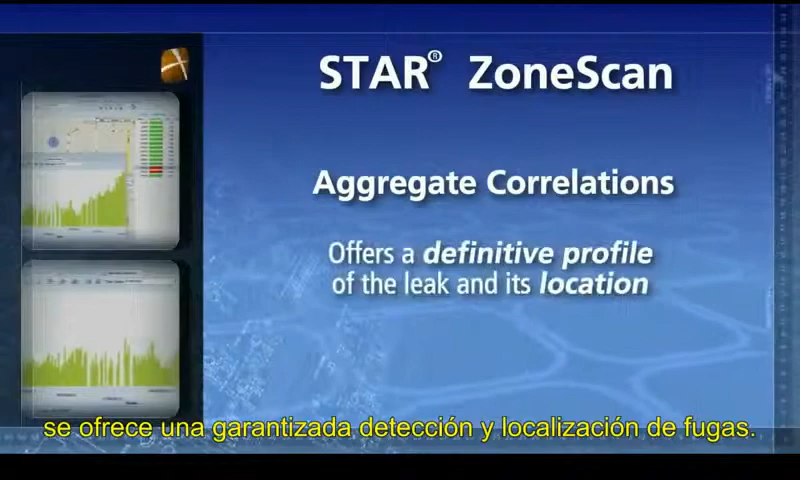 STAR® ZoneScan
Aggregate Correlations
Offers a definitive profile
of the leak and its location
se ofrece una garantizada detección y localización de fugas.